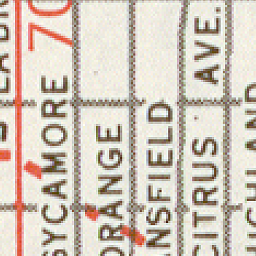 70
SYCAMORE
ORANGE
NSFIELD
CITRUS AVE.